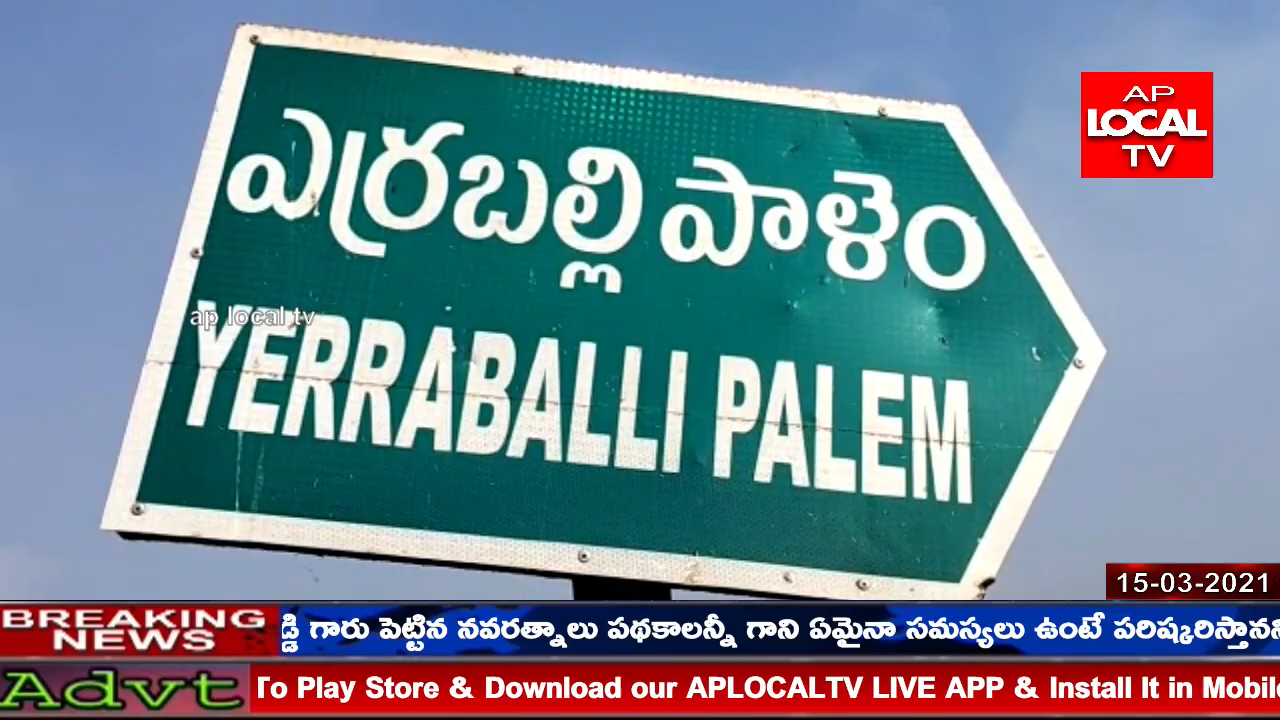 AP
LOCAL
TV
ఎర్రబల్లి పాళెం
ap local tv
YERRABALLI PALEM
15-03-2021
BREAKING
NEWS
డ్డి గారు పెట్టిన నవరత్నాలు పథకాలన్నీ గాని ఏమైనా సమస్యలు ఉంటే పరిష్కరిస్తానని
Advt
To Play Store & Download our APLOCALTV LIVE APP & Install It in Mobile